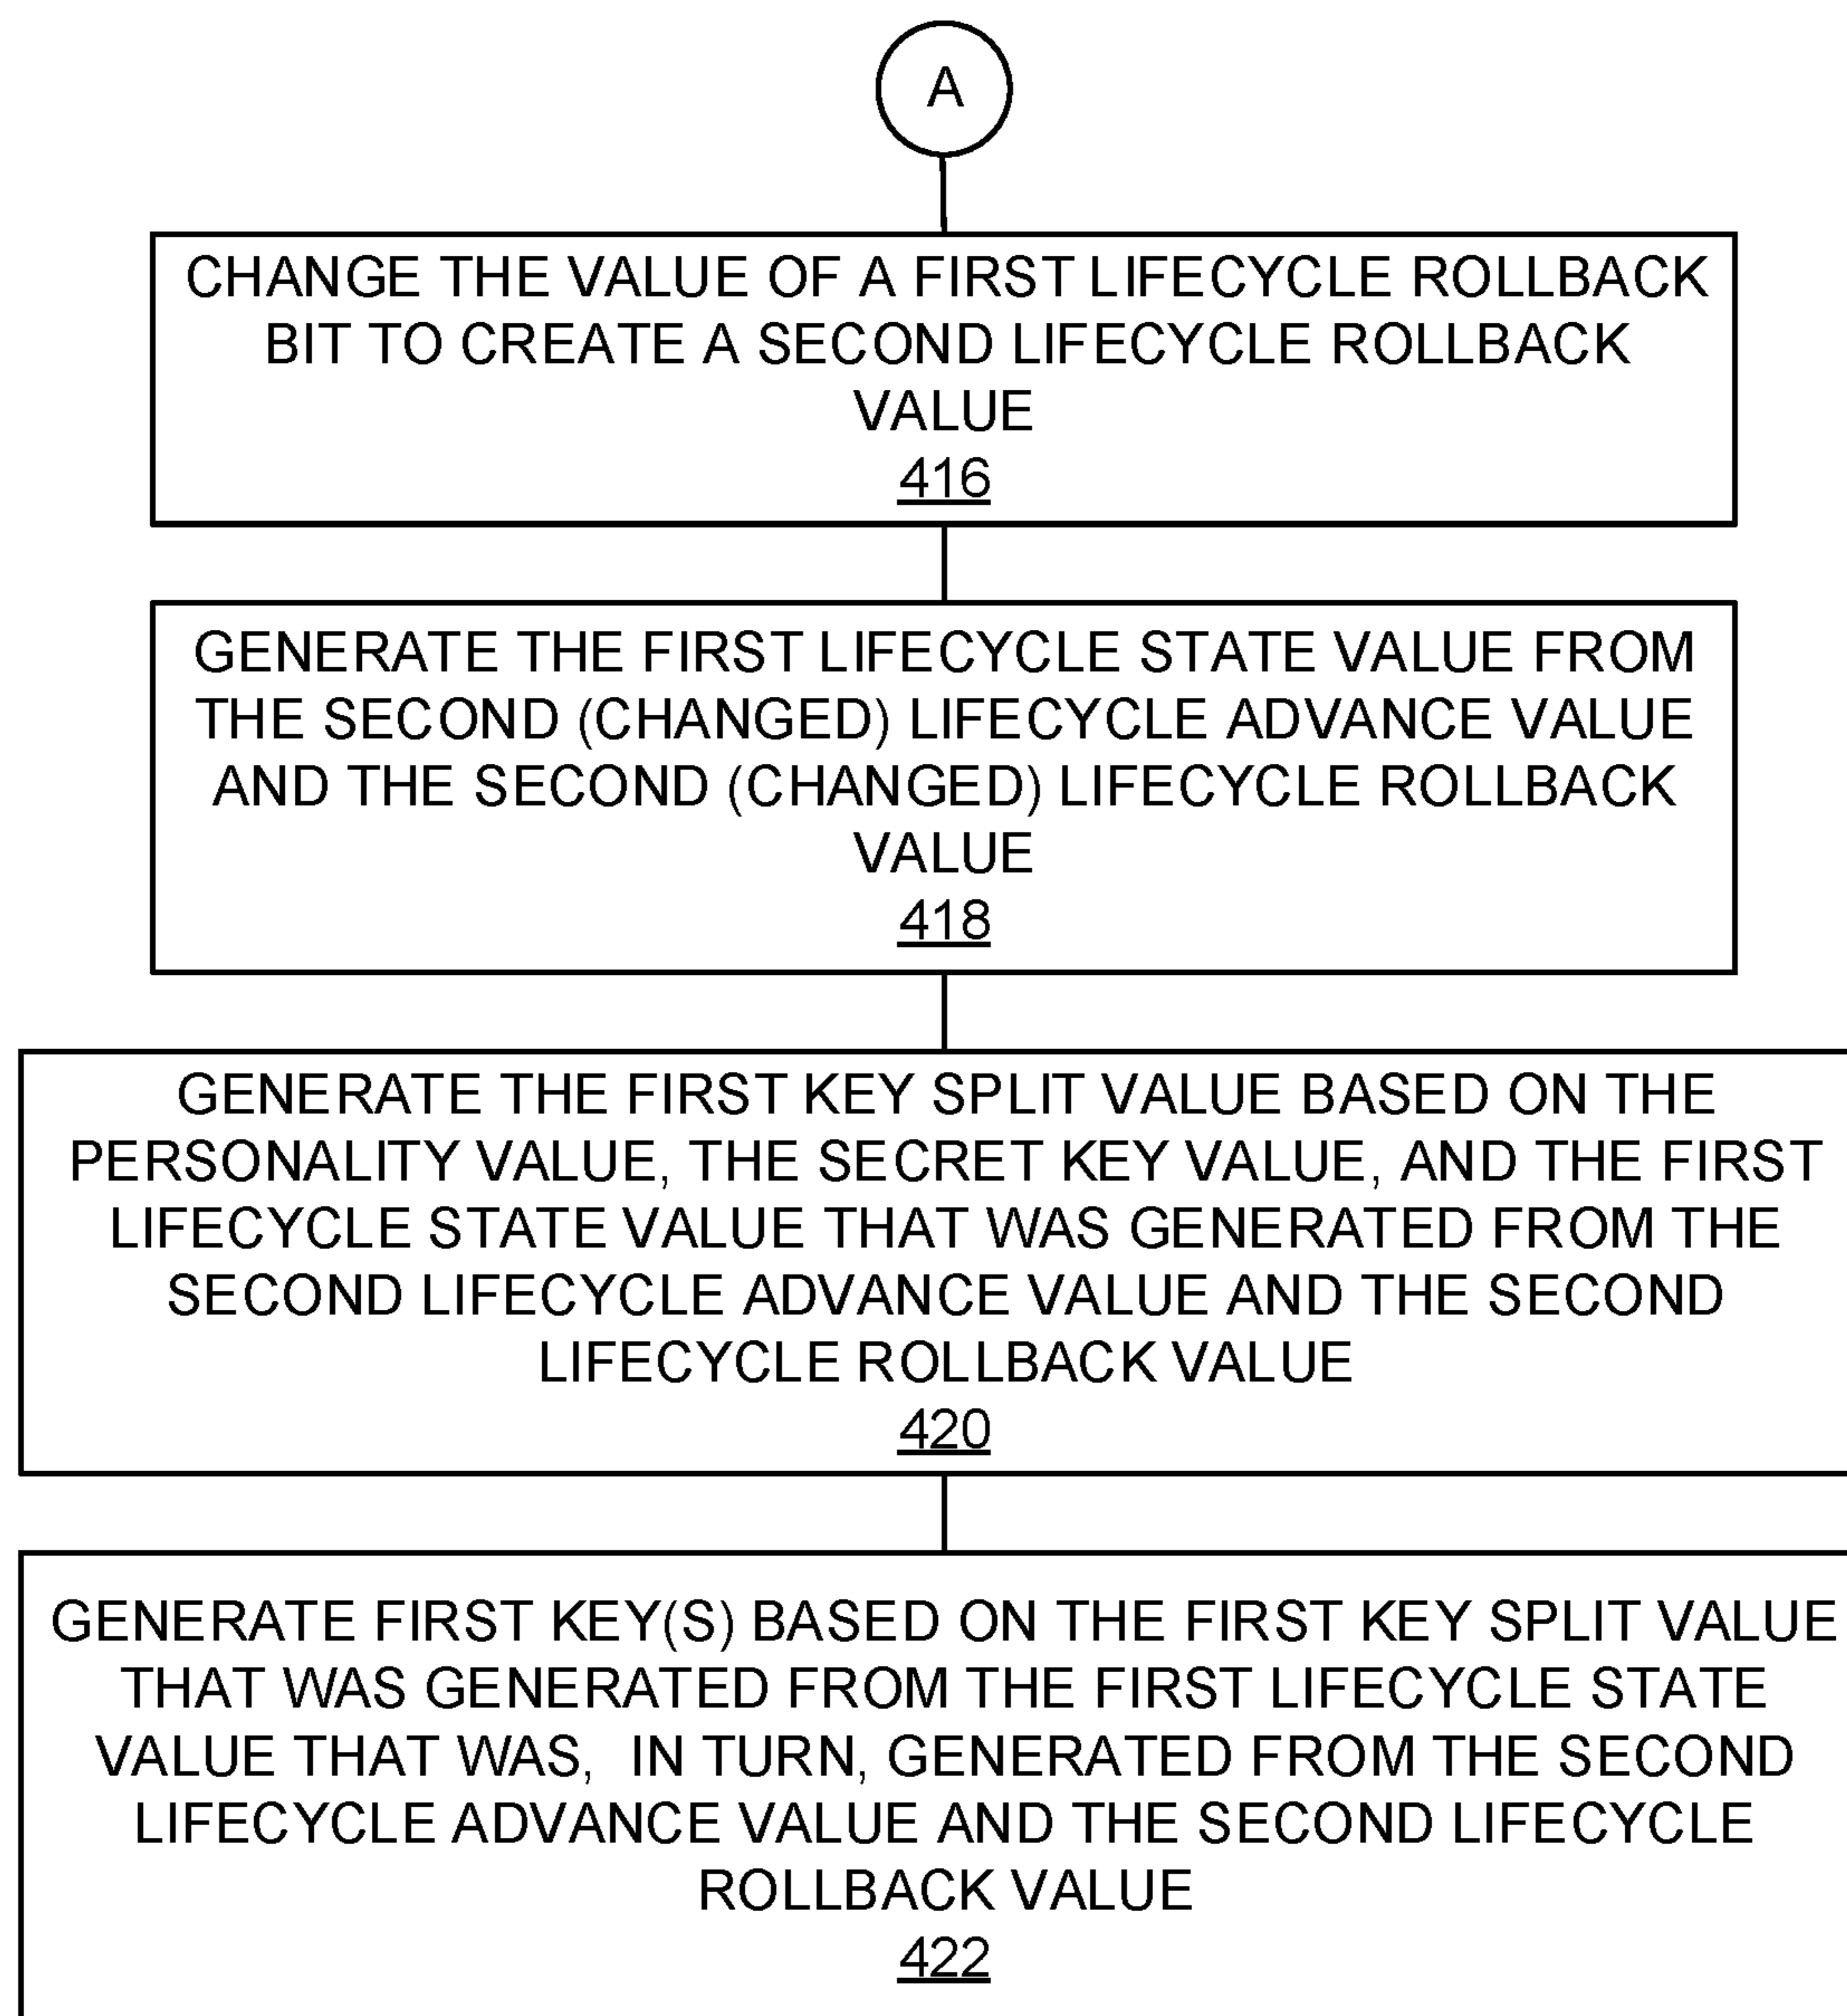 A
CHANGE THE VALUE OF A FIRST LIFECYCLE ROLLBACK
BIT TO CREATE A SECOND LIFECYCLE ROLLBACK
VALUE
416
GENERATE THE FIRST LIFECYCLE STATE VALUE FROM
THE SECOND (CHANGED) LIFECYCLE ADVANCE VALUE
AND THE SECOND (CHANGED) LIFECYCLE ROLLBACK
VALUE
418
GENERATE THE FIRST KEY SPLIT VALUE BASED ON THE
PERSONALITY VALUE, THE SECRET KEY VALUE, AND THE FIRST
LIFECYCLE STATE VALUE THAT WAS GENERATED FROM THE
SECOND LIFECYCLE ADVANCE VALUE AND THE SECOND
LIFECYCLE ROLLBACK VALUE
420
GENERATE FIRST KEY(S) BASED ON THE FIRST KEY SPLIT VALUE
THAT WAS GENERATED FROM THE FIRST LIFECYCLE STATE
VALUE THAT WAS, IN TURN, GENERATED FROM THE SECOND
LIFECYCLE ADVANCE VALUE AND THE SECOND LIFECYCLE
ROLLBACK VALUE
422